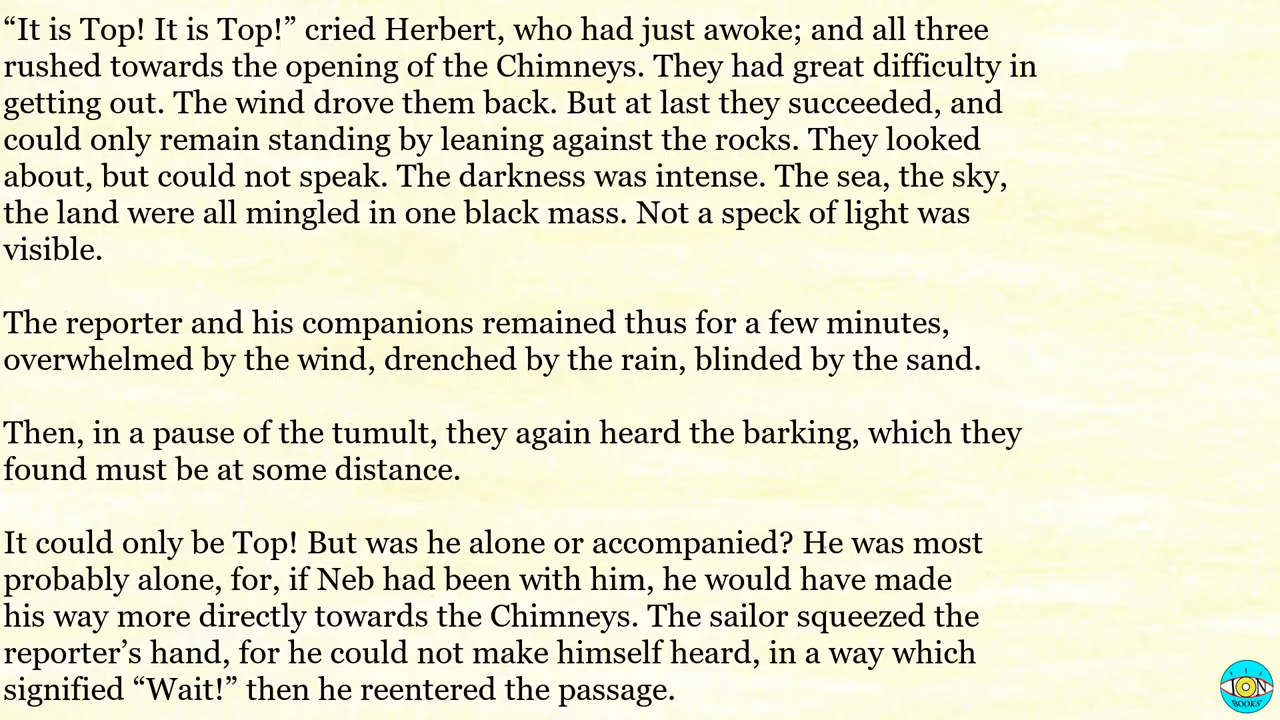 “It is Top! It is Top!” cried Herbert, who had just awoke; and all three
rushed towards the opening of the Chimneys. They had great difficulty in
getting out. The wind drove them back. But at last they succeeded, and
could only remain standing by leaning against the rocks. They looked
about, but could not speak. The darkness was intense. The sea, the sky,
the land were all mingled in one black mass. Not a speck of light was
visible.
The reporter and his companions remained thus for a few minutes,
overwhelmed by the wind, drenched by the rain, blinded by the sand.
Then, in a pause of the tumult, they again heard the barking, which they
found must be at some distance.
It could only be Top! But was he alone or accompanied? He was most
probably alone, for, if Neb had been with him, he would have made
his way more directly towards the Chimneys. The sailor squeezed the
reporter’s hand, for he could not make himself heard, in a way which
signified “Wait!” then he reentered the passage.
ION
BOOKS